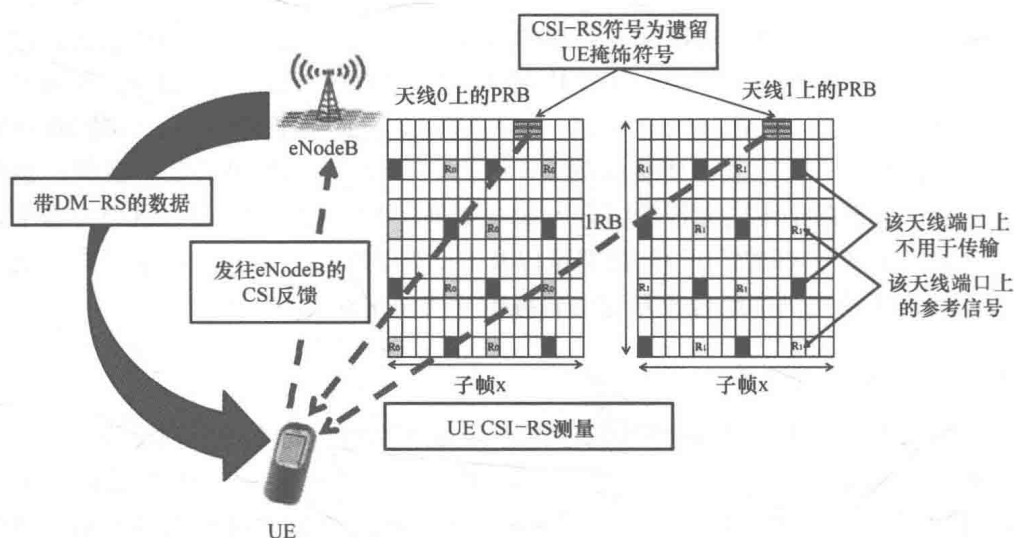 CSI-RS符号为遗留
UE掩饰符号
天线0上的PRB
天线1上的PRB
eNodeB
R0 R0
R1 R1
带DM-RS的数据
1RB
R0
R1 R1
该天线端口上
不用于传输
发往eNodeB的
CSI反馈
R0 R0
R1 R1
该天线端口上
的参考信号
R0 R0
R1 R1
子帧x
子帧x
UE CSI-RS测量
UE